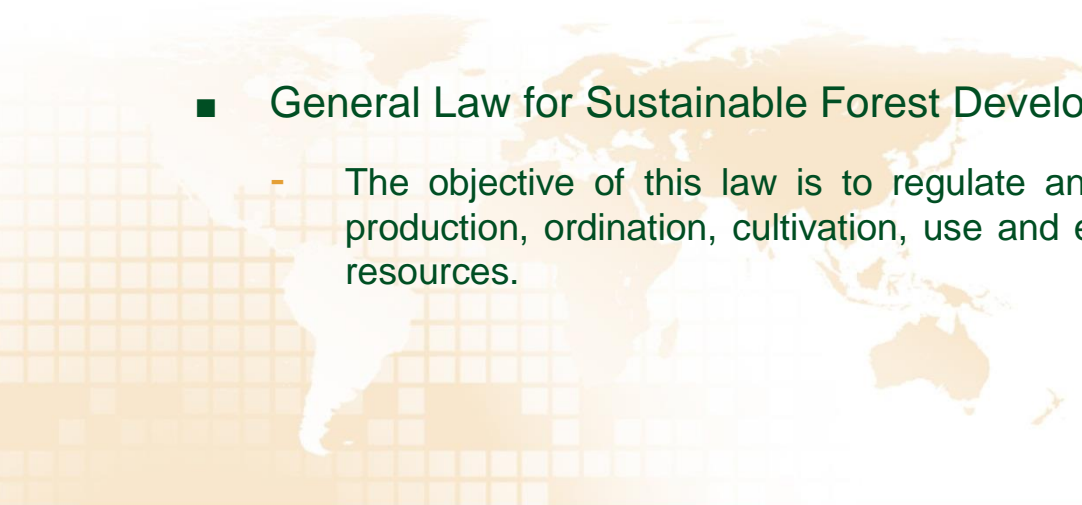 ■ General Law for Sustainable Forest Develo
- The objective of this law is to regulate an
production, ordination, cultivation, use and e
resources.